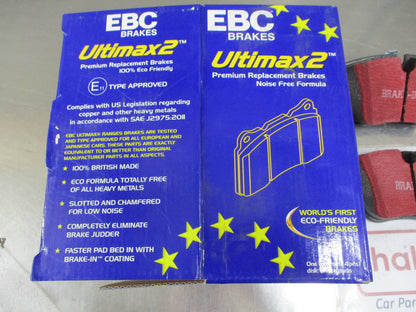 EBC
BRAKES
Ultimax2™
Premium Replacement Brakes
100% Eco Friendly
E11 TYPE APPROVED
Complies with US Legislation regarding
copper and other heavy metals
in accordance with SAE J2975:2011
EBC ULTIMAX RANGES BRAKES ARE TESTED
AND TYPE APPROVED FOR ALL EUROPEAN AND
JAPANESE CARS. THESE PARTS ARE EXACTLY
EQUIVALENT TO OR BETTER THAN ORIGINAL
MANUFACTURER PARTS IN ALL ASPECTS.
★ 100% BRITISH MADE
★ ECO FORMULA TOTALLY FREE
OF ALL HEAVY METALS
★ SLOTTED AND CHAMFERED
FOR LOW NOISE
★ COMPLETELY ELIMINATE
BRAKE JUDDER
★ FASTER PAD BED IN WITH
BRAKE-IN™ COATING
EBC
BRAKES
Ultimax2™
Premium Replacement Brakes
Noise Free Formula
WORLD'S FIRST
ECO-FRIENDLY
BRAKES
Car Par